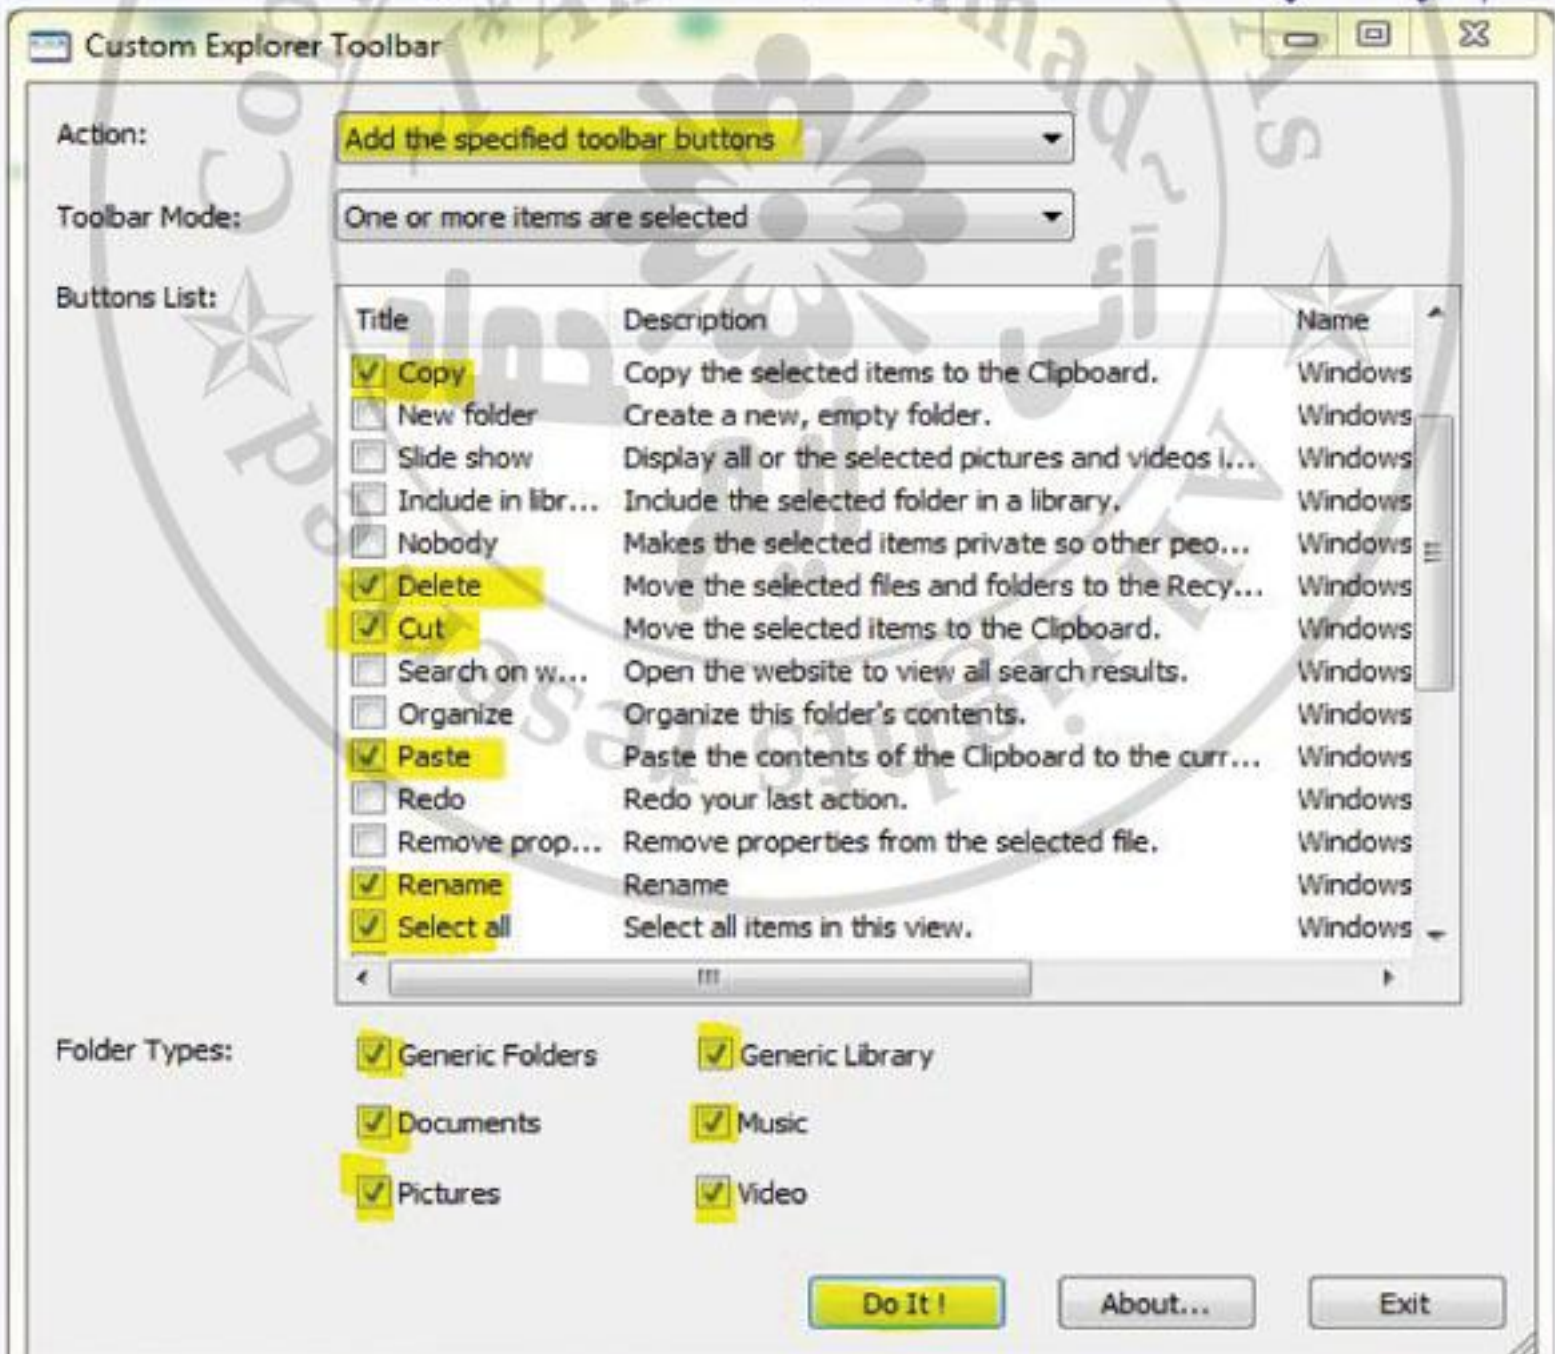 Custom Explorer Toolbar
Action: Add the specified toolbar buttons
Toolbar Mode: One or more items are selected
Buttons List:
Title Description Name
Copy Copy the selected items to the Clipboard. Windows
New folder Create a new, empty folder. Windows
Slide show Display all or the selected pictures and videos i... Windows
Include in libr... Include the selected folder in a library. Windows
Nobody Makes the selected items private so other peo... Windows
Delete Move the selected files and folders to the Recy... Windows
Cut Move the selected items to the Clipboard. Windows
Search on w... Open the website to view all search results. Windows
Organize Organize this folder's contents. Windows
Paste Paste the contents of the Clipboard to the curr... Windows
Redo Redo your last action. Windows
Remove prop... Remove properties from the selected file. Windows
Rename Rename Windows
Select all Select all items in this view. Windows
Folder Types: Generic Folders Generic Library
Documents Music
Pictures Video
Do It ! About... Exit
All rights reserved